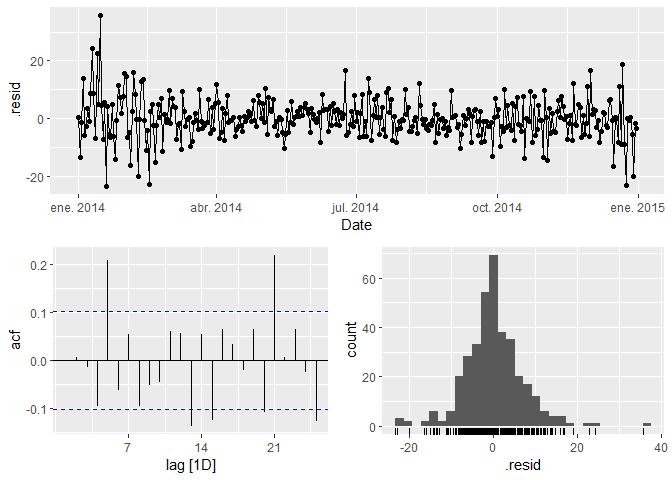 20
0
-20
.resid
ene. 2014
abr. 2014
jul. 2014
oct. 2014
ene. 2015
Date
0.2
0.1
0.0
-0.1
acf
7
14
21
lag [1D]
60
40
20
0
count
-20
0
20
40
.resid